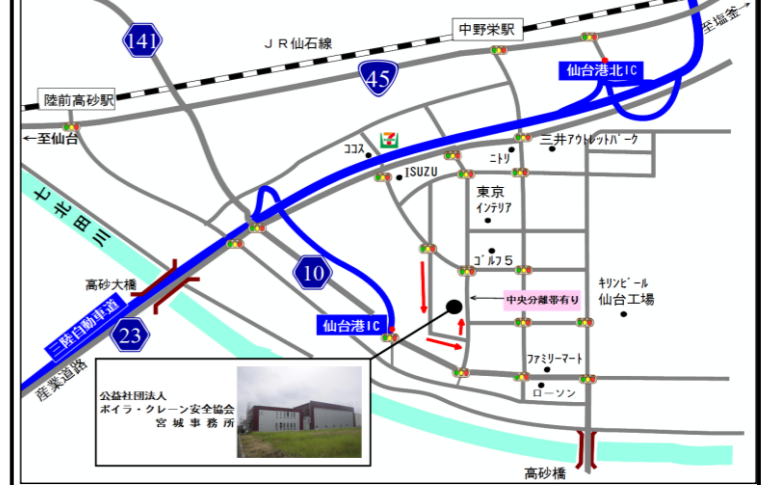 141
JR仙石線
中野栄駅
至塩釜→
45
仙台港北IC
陸前高砂駅
←至仙台
7
ココス
ISUZU
ニトリ
三井アウトレットパーク
東京
インテリア
七北田川
ゴルフ5
高砂大橋
10
中央分離帯有り
キリンビール
仙台工場
三陸自動車道
23
仙台港IC
産業道路
ファミリーマート
ローソン
公益社団法人
ボイラ・クレーン安全協会
宮城事務所
高砂橋